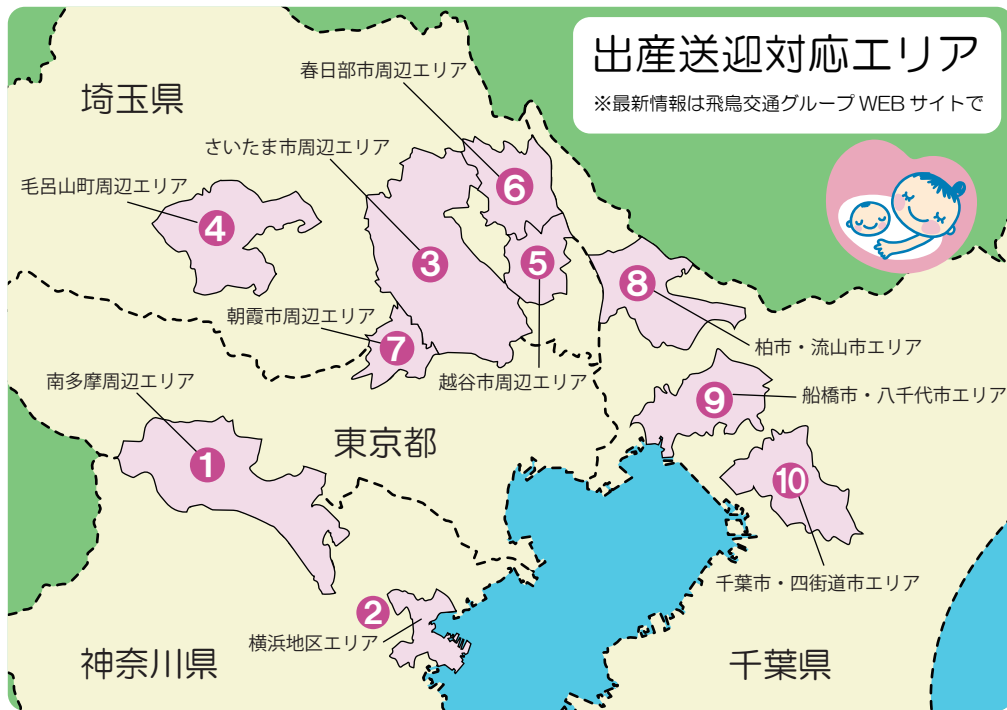 出産送迎対応エリア
※最新情報は飛鳥交通グループ WEB サイトで
埼玉県
春日部市周辺エリア
さいたま市周辺エリア
毛呂山町周辺エリア
6
4
3
5
8
朝霞市周辺エリア
7
柏市・流山市エリア
越谷市周辺エリア
南多摩周辺エリア
船橋市・八千代市エリア
9
東京都
1
10
千葉市・四街道市エリア
2
横浜地区エリア
神奈川県
千葉県